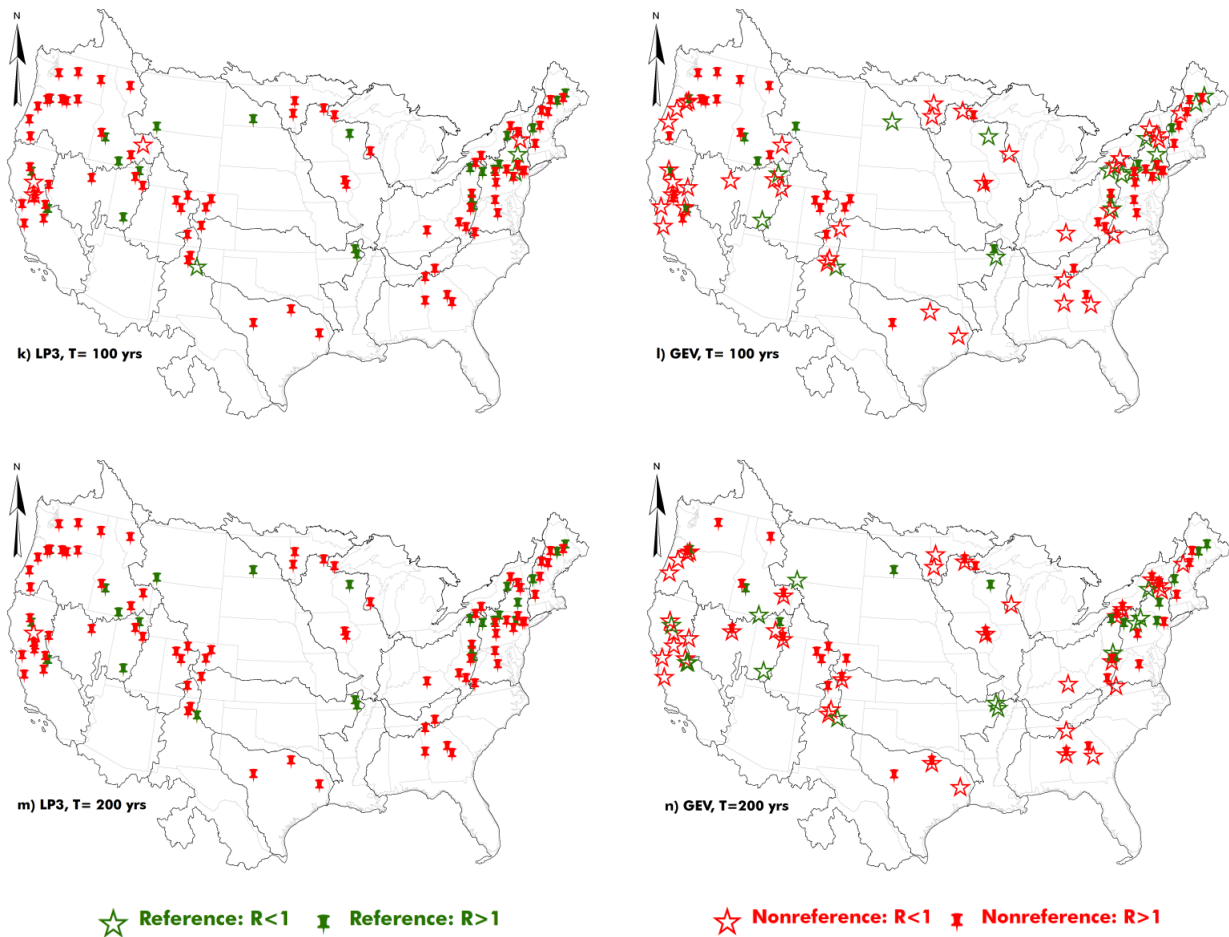 N
N
k) LP3, T= 100 yrs
l) GEV, T= 100 yrs
N
N
m) LP3, T= 200 yrs
n) GEV, T=200 yrs
Reference: R<1 Reference: R>1 Nonreference: R<1 Nonreference: R>1